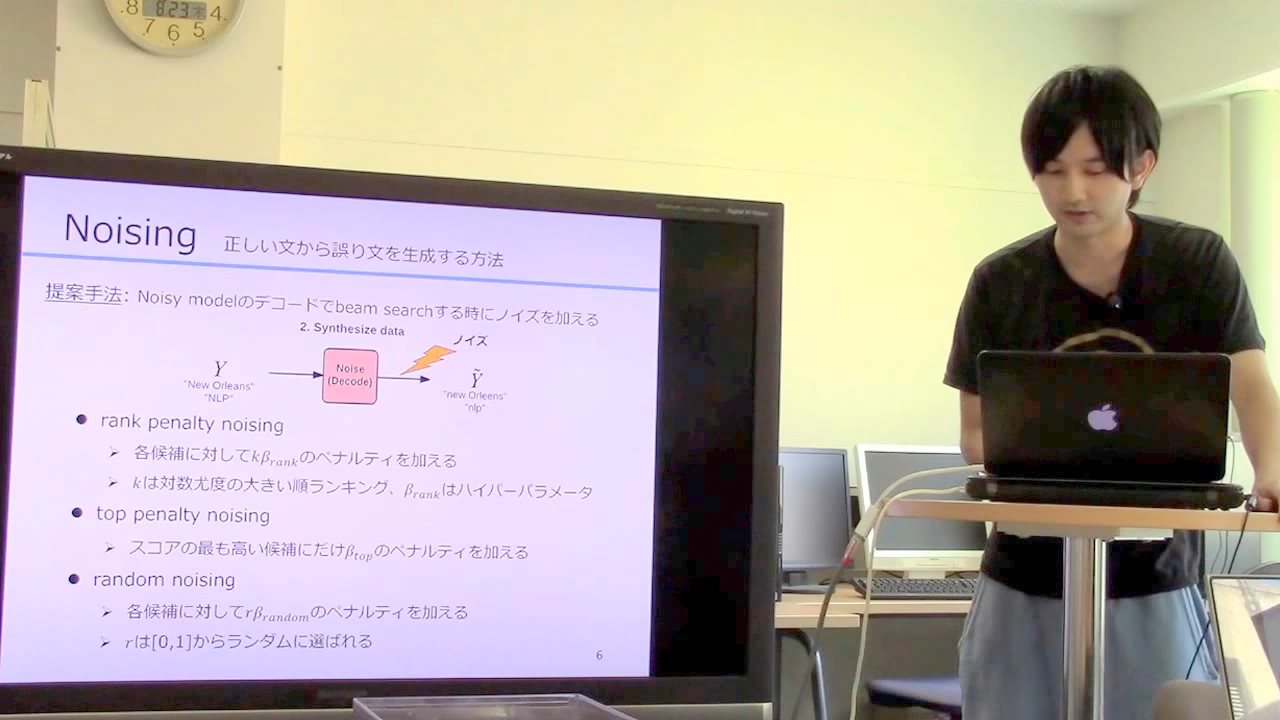 8 8 23 木 4
7 6 5
Noising 正しい文から誤り文を生成する方法
提案手法: Noisy modelのデコードでbeam searchする時にノイズを加える
2. Synthesize data
ノイズ
Y
"New Orleans"
"NLP"
Noise
(Decode)
Ỹ
"new Orleens"
"nlp"
● rank penalty noising
➢ 各候補に対してkβrankのペナルティを加える
➢ kは対数尤度の大きい順ランキング、βrankはハイパーパラメータ
● top penalty noising
➢ スコアの最も高い候補にだけβtopのペナルティを加える
● random noising
➢ 各候補に対してrβrandomのペナルティを加える
➢ rは[0,1]からランダムに選ばれる
6